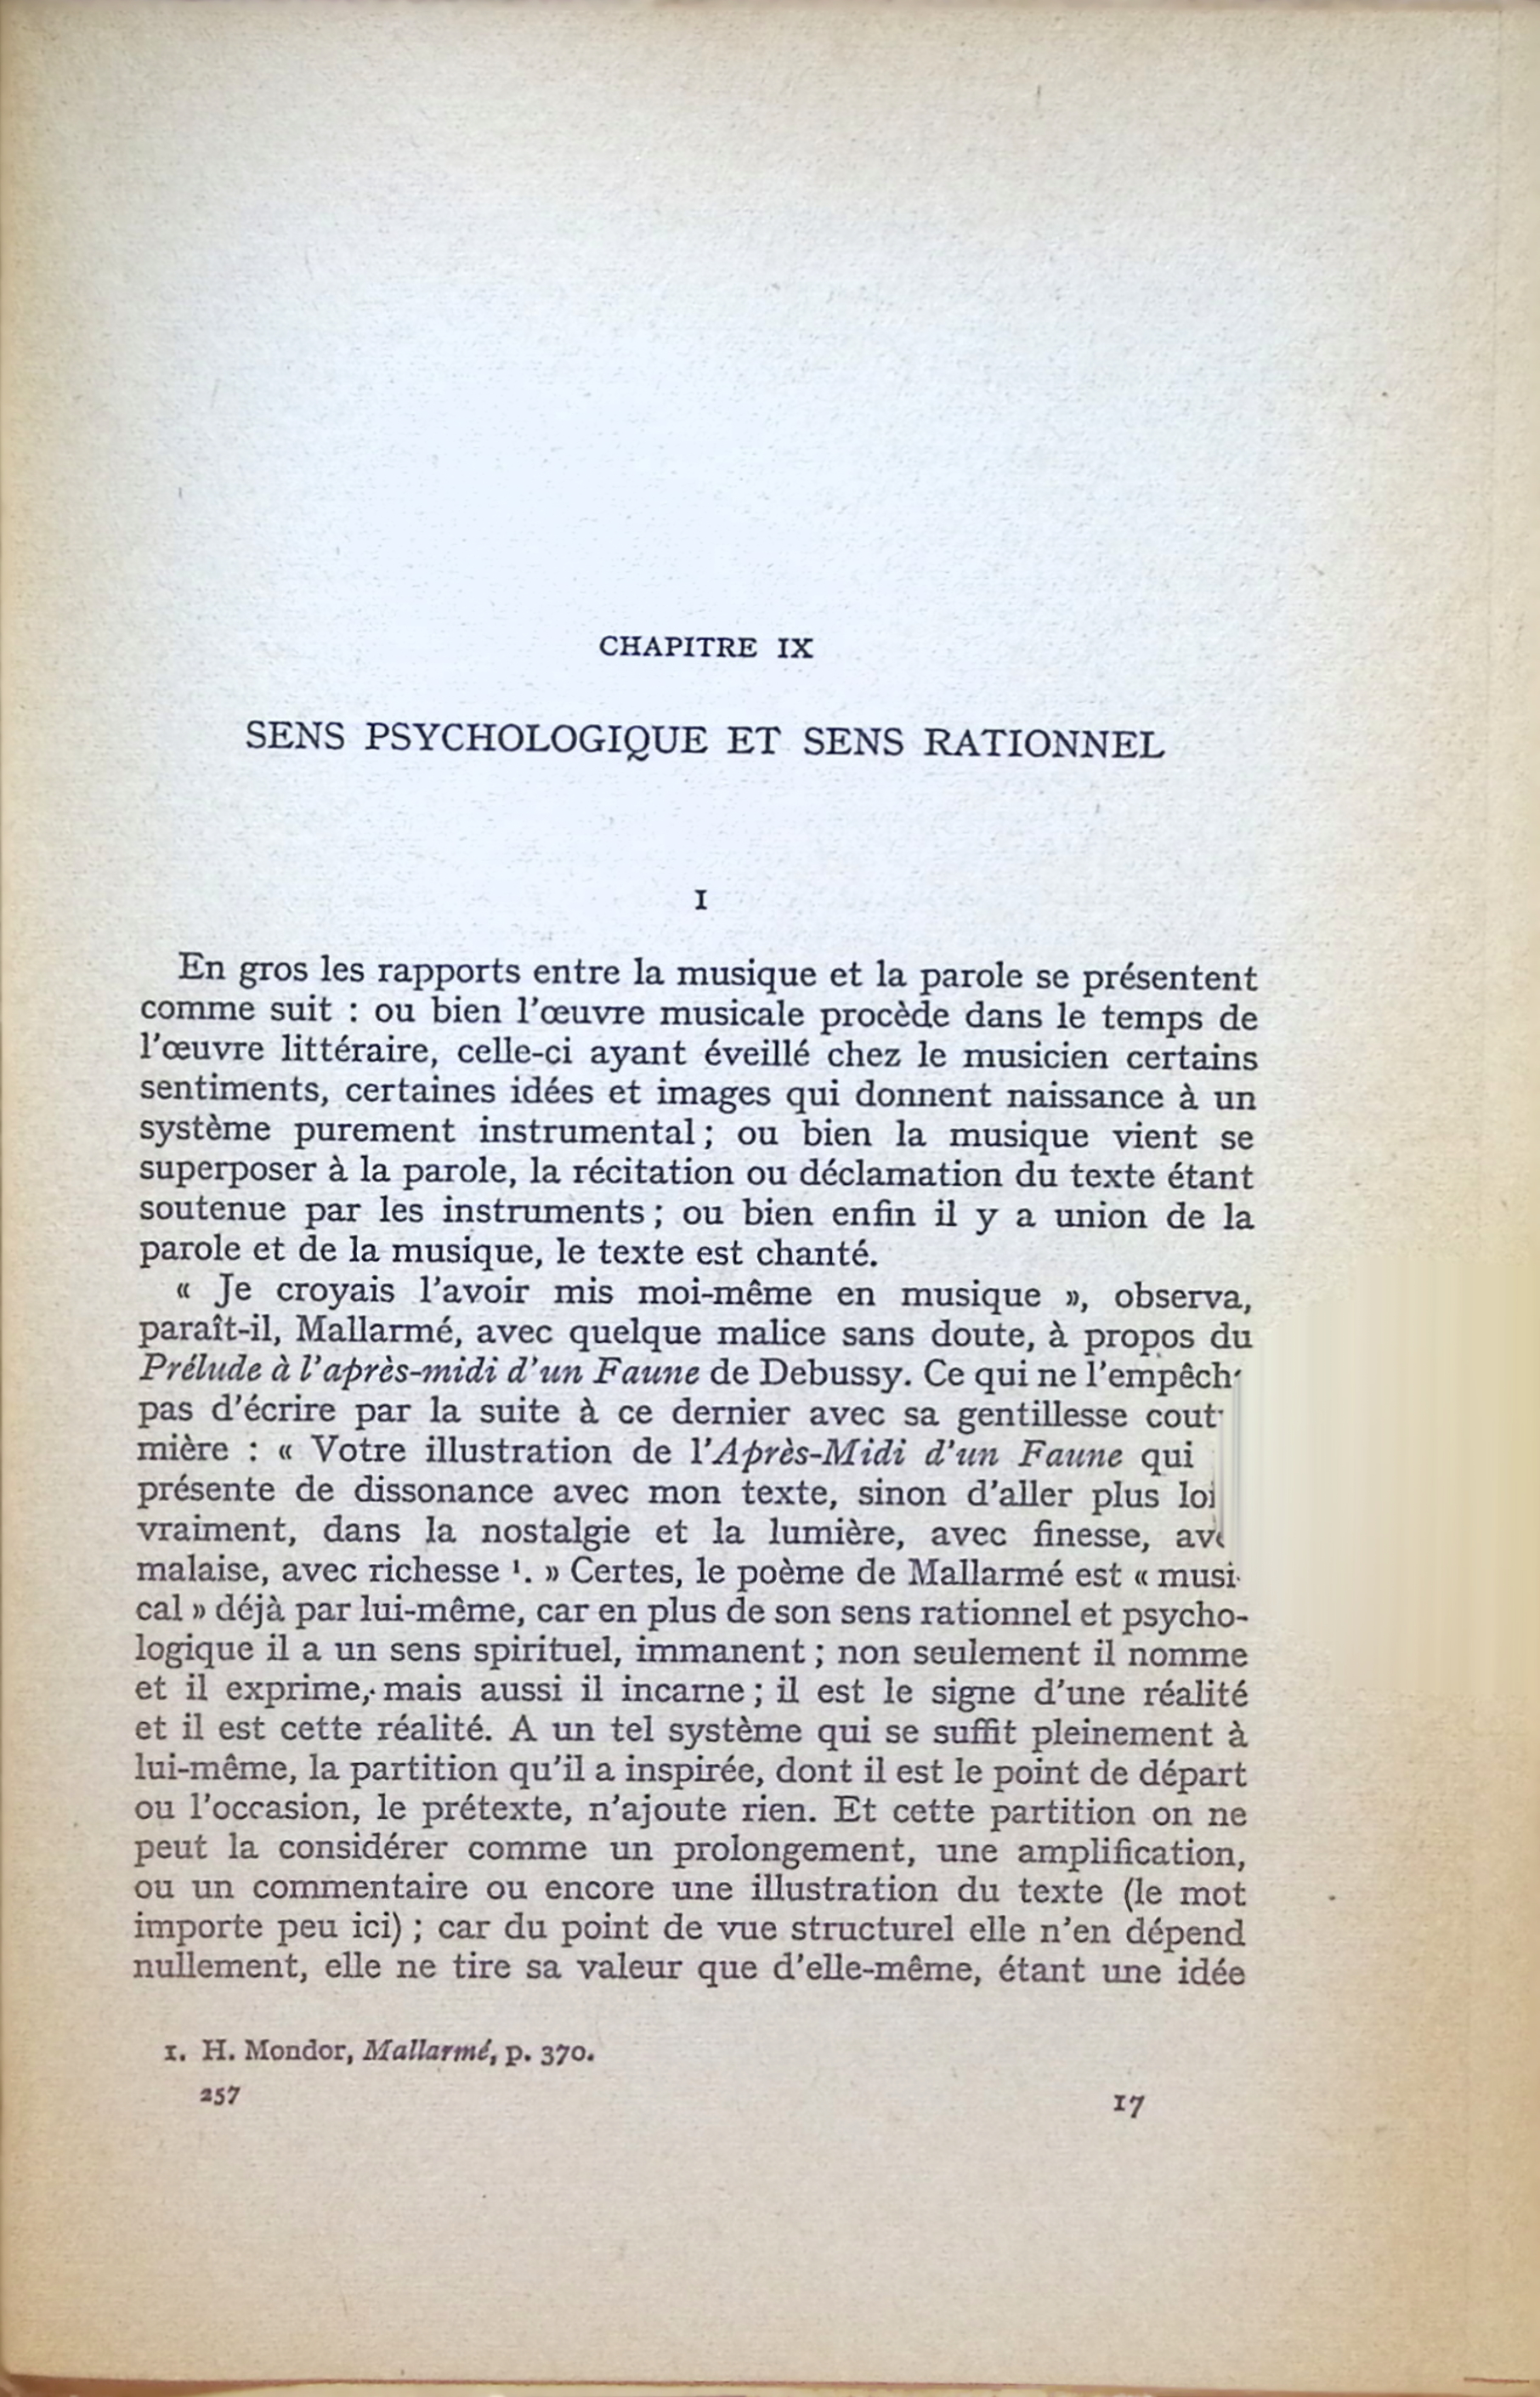 CHAPITRE IX
SENS PSYCHOLOGIQUE ET SENS RATIONNEL
I
En gros les rapports entre la musique et la parole se présentent
comme suit : ou bien l'œuvre musicale procède dans le temps de
l'œuvre littéraire, celle-ci ayant éveillé chez le musicien certains
sentiments, certaines idées et images qui donnent naissance à un
système purement instrumental ; ou bien la musique vient se
superposer à la parole, la récitation ou déclamation du texte étant
soutenue par les instruments ; ou bien enfin il y a union de la
parole et de la musique, le texte est chanté.
« Je croyais l'avoir mis moi-même en musique », observa,
paraît-il, Mallarmé, avec quelque malice sans doute, à propos du
Prélude à l'après-midi d'un Faune de Debussy. Ce qui ne
pas d'écrire par la suite à ce dernier avec sa gentillesse
mière : « Votre illustration de l'Après-Midi d'un Faune qui
présente de dissonance avec mon texte, sinon d'aller plus
vraiment, dans la nostalgie et la lumière, avec finesse,
malaise, avec richesse ¹. » Certes, le poème de Mallarmé est « musi-
cal » déjà par lui-même, car en plus de son sens rationnel et psycho-
logique il a un sens spirituel, immanent ; non seulement il nomme
et il exprime, mais aussi il incarne ; il est le signe d'une réalité
et il est cette réalité. A un tel système qui se suffit pleinement à
lui-même, la partition qu'il a inspirée, dont il est le point de départ
ou l'occasion, le prétexte, n'ajoute rien. Et cette partition on ne
peut la considérer comme un prolongement, une amplification,
ou un commentaire ou encore une illustration du texte (le mot
importe peu ici) ; car du point de vue structurel elle n'en dépend
nullement, elle ne tire sa valeur que d'elle-même, étant une idée
1. H. Mondor, Mallarmé, p. 370.
257 17